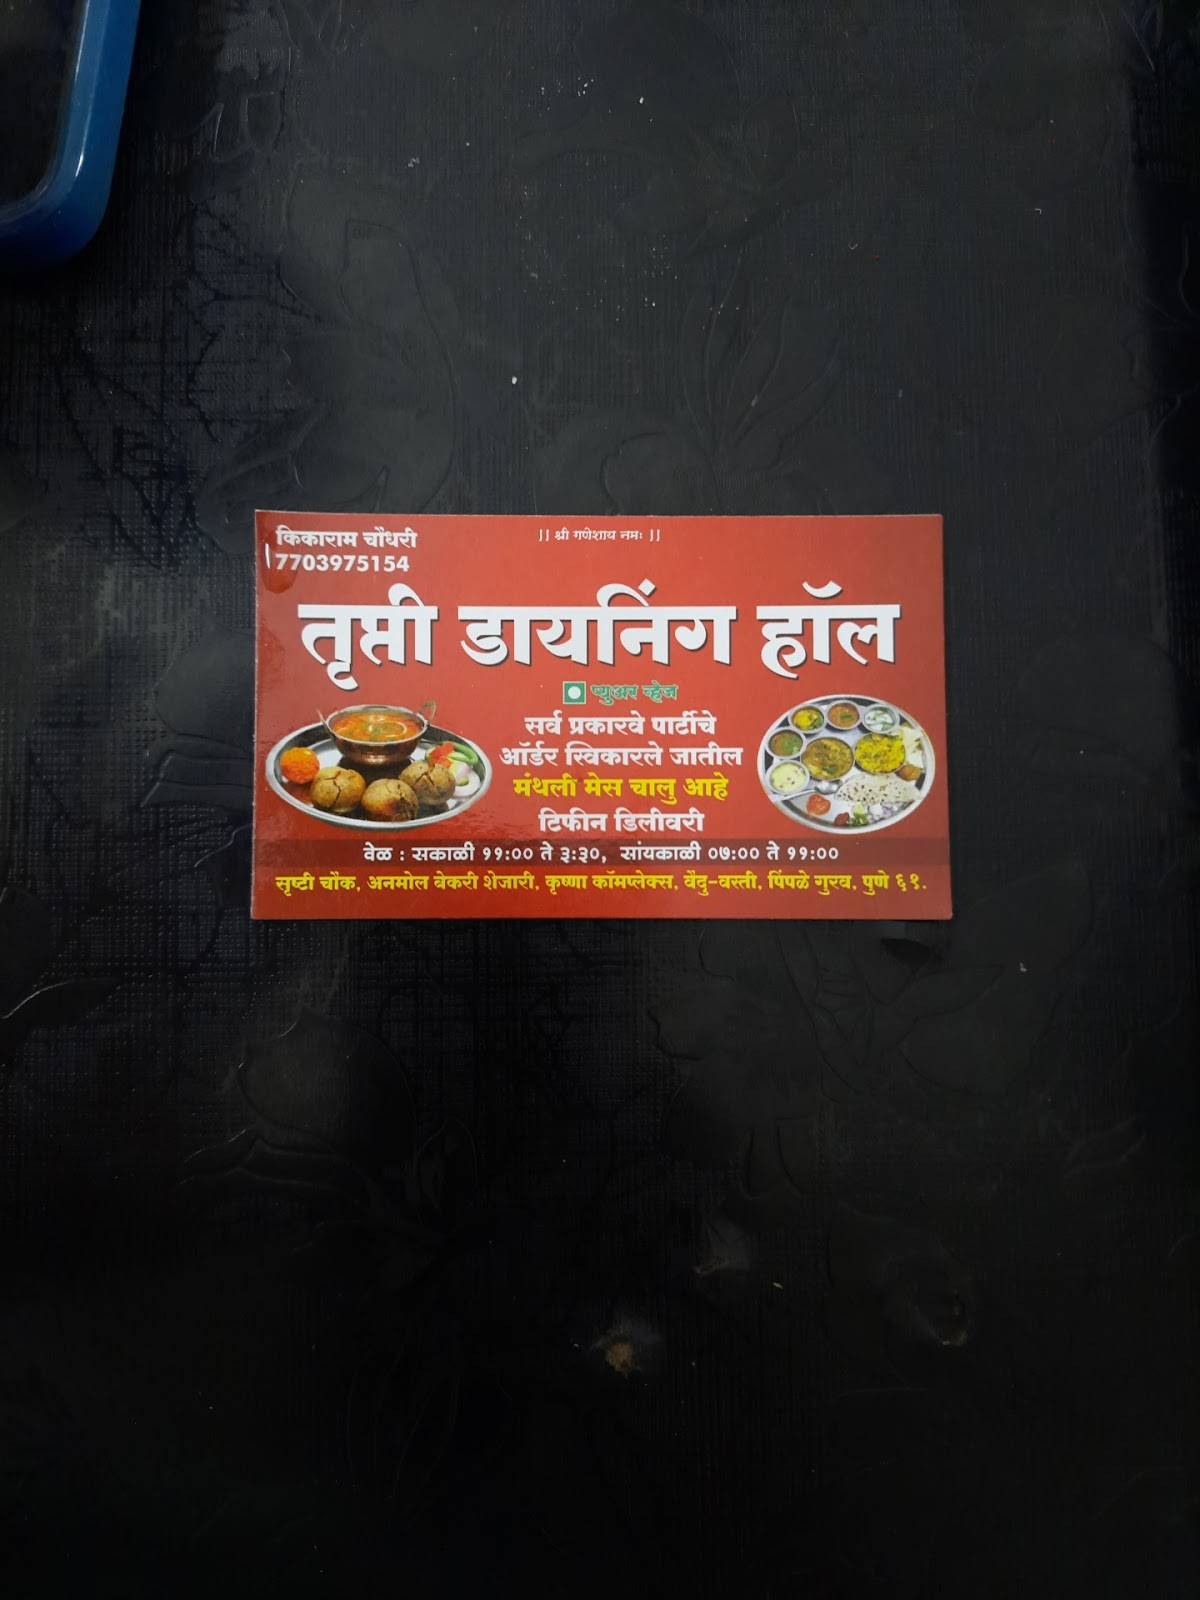 किकाराम चौधरी
7703975154
|| श्री गणेशाय नमः ||
तृप्ती डायनिंग हॉल
प्युअर व्हेज
सर्व प्रकारचे पार्टीचे
ऑर्डर स्विकारले जातील
मंथली मेस चालु आहे
टिफीन डिलीवरी
वेळ : सकाळी ११:०० ते ३:३०, सांयकाळी ०७:०० ते ११:००
सृष्टी चौक, अनमोल बेकरी शेजारी, कृष्णा कॉमप्लेक्स, वैदु-वस्ती, पिंपळे गुरव, पुणे ६१.